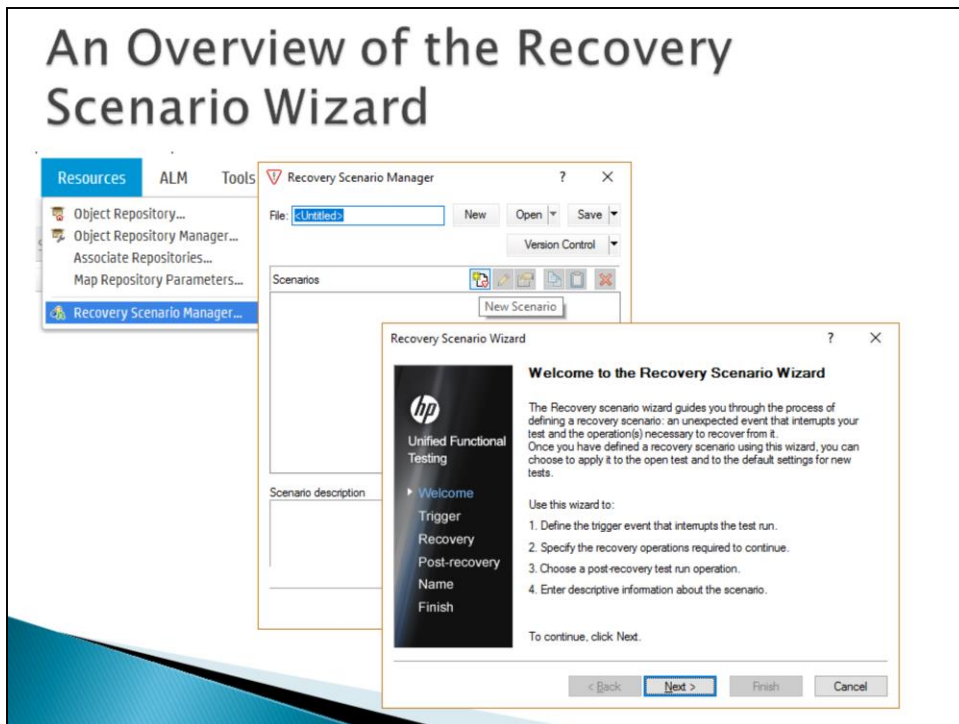 An Overview of the Recovery
Scenario Wizard
Resources ALM Tools
Object Repository...
Object Repository Manager...
Associate Repositories...
Map Repository Parameters...
Recovery Scenario Manager...
Recovery Scenario Manager ? ×
File: <Untitled> New Open Save
Version Control
Scenarios
New Scenario
Scenario description
Recovery Scenario Wizard ? ×
hp
Unified Functional
Testing
Welcome
Trigger
Recovery
Post-recovery
Name
Finish
Welcome to the Recovery Scenario Wizard
The Recovery scenario wizard guides you through the process of
defining a recovery scenario: an unexpected event that interrupts your
test and the operation(s) necessary to recover from it.
Once you have defined a recovery scenario using this wizard, you can
choose to apply it to the open test and to the default settings for new
tests.
Use this wizard to:
1. Define the trigger event that interrupts the test run.
2. Specify the recovery operations required to continue.
3. Choose a post-recovery test run operation.
4. Enter descriptive information about the scenario.
To continue, click Next.
< Back Next > Finish Cancel